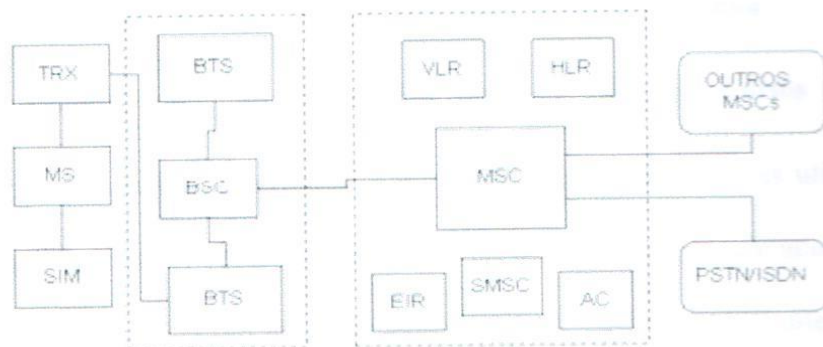 TRX
BTS
VLR
HLR
OUTROS
MSCs
MS
BSC
MSC
SIM
BTS
EIR
SMSC
AC
PSTN/ISDN